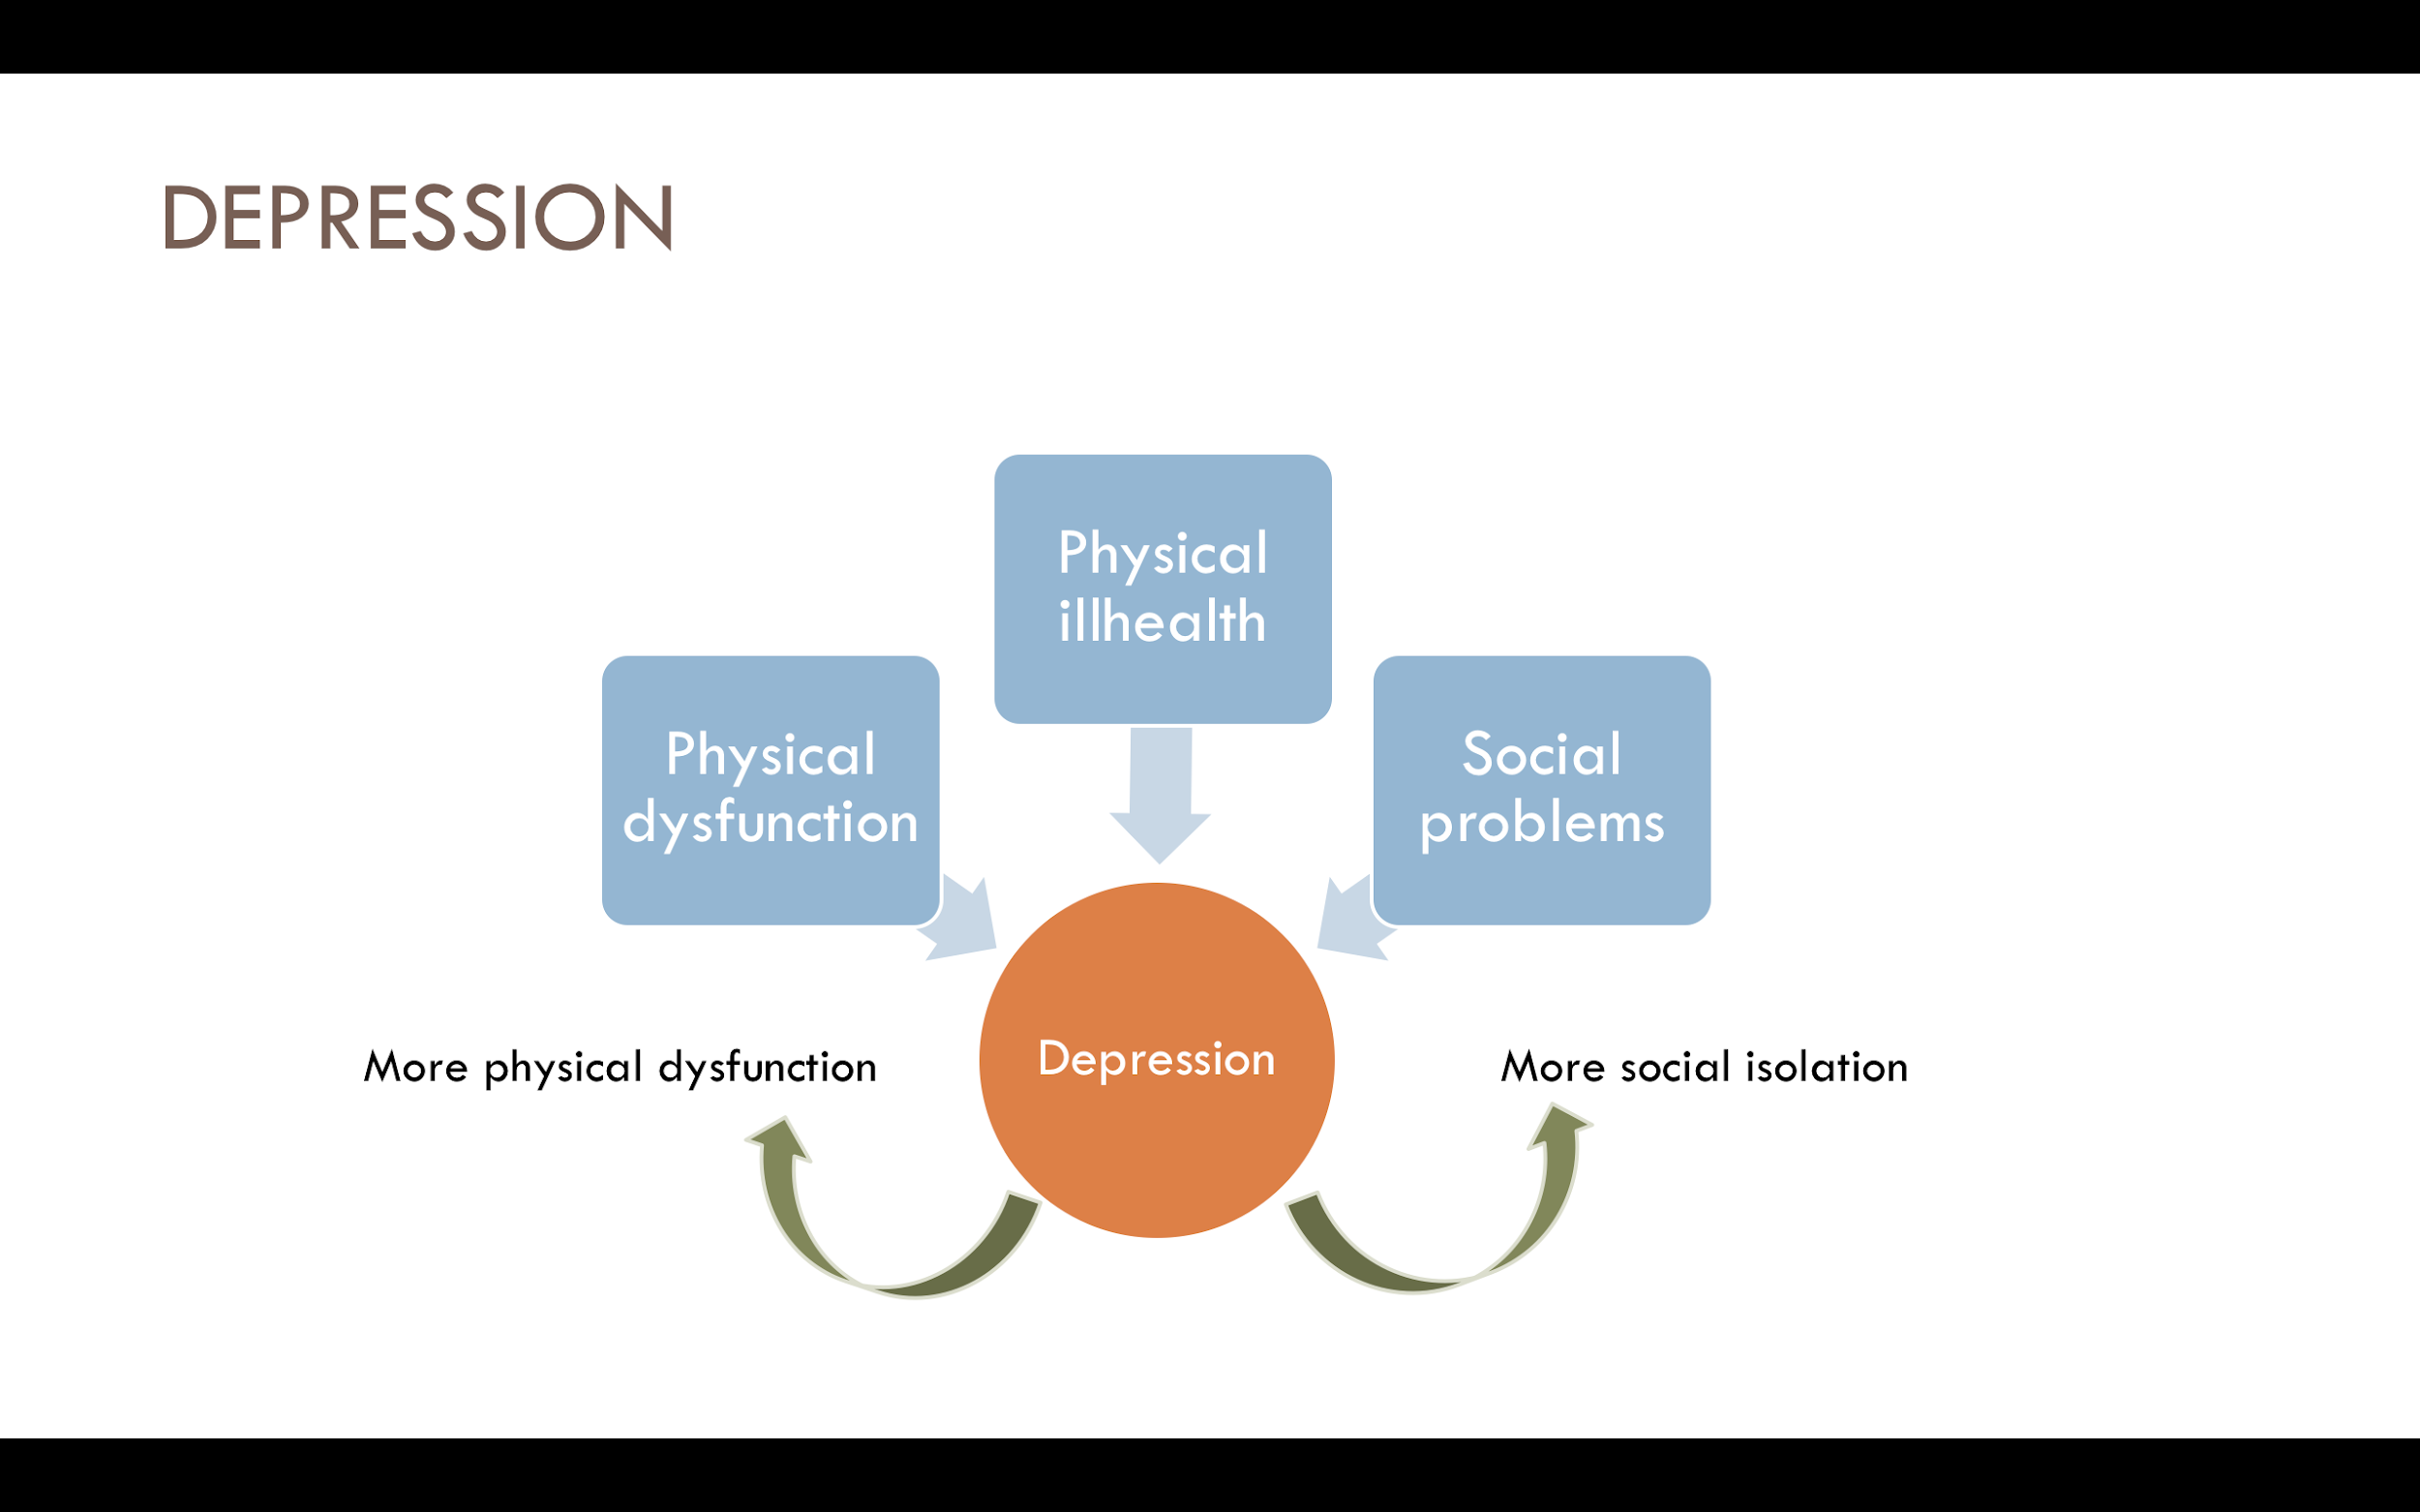 DEPRESSION
Physical
illhealth
Physical
dysfunction
Social
problems
Depression
More physical dysfunction
More social isolation